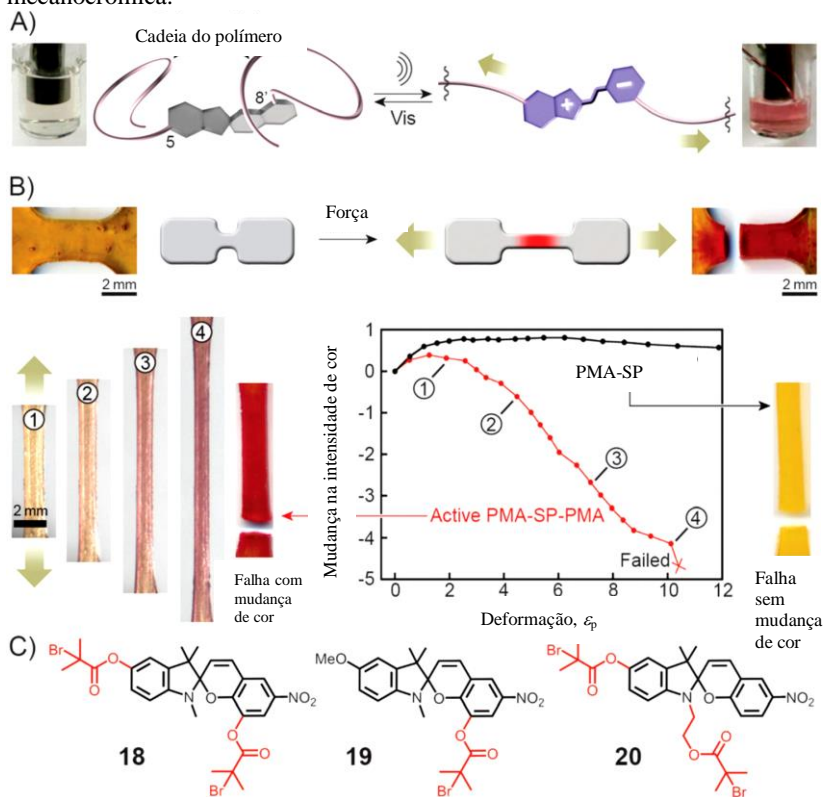 mecanocrômica.
A)
Cadeia do polímero
8'
5
Vis
B)
Força
2 mm
2 mm
1
2
3
4
2 mm
Falha com
mudança
de cor
Mudança na intensidade de cor
1
0
-1
-2
-3
-4
-5
0 2 4 6 8 10 12
Deformação, εp
PMA-SP
1
2
3
4
Active PMA-SP-PMA
Failed
Falha
sem
mudança
de cor
C)
Br
O
O
N
O
NO2
O
O
Br
18
MeO
N
O
NO2
O
O
Br
19
Br
O
O
N
O
NO2
O
O
Br
20